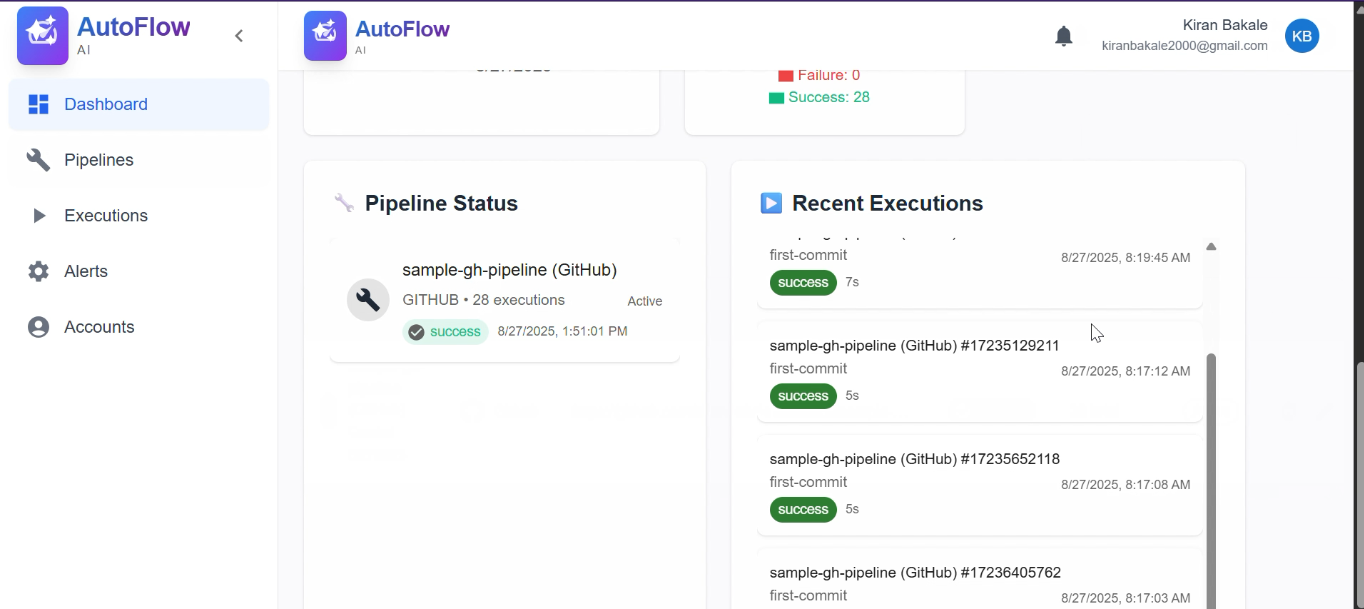 AutoFlow
AI
Dashboard
Pipelines
Executions
Alerts
Accounts
AutoFlow
AI
Kiran Bakale
kiranbakale2000@gmail.com
KB
Failure: 0
Success: 28
Pipeline Status
sample-gh-pipeline (GitHub)
GITHUB • 28 executions
Active
success 8/27/2025, 1:51:01 PM
Recent Executions
first-commit
8/27/2025, 8:19:45 AM
success 7s
sample-gh-pipeline (GitHub) #17235129211
first-commit
8/27/2025, 8:17:12 AM
success 5s
sample-gh-pipeline (GitHub) #17235652118
first-commit
8/27/2025, 8:17:08 AM
success 5s
sample-gh-pipeline (GitHub) #17236405762
first-commit
8/27/2025, 8:17:03 AM